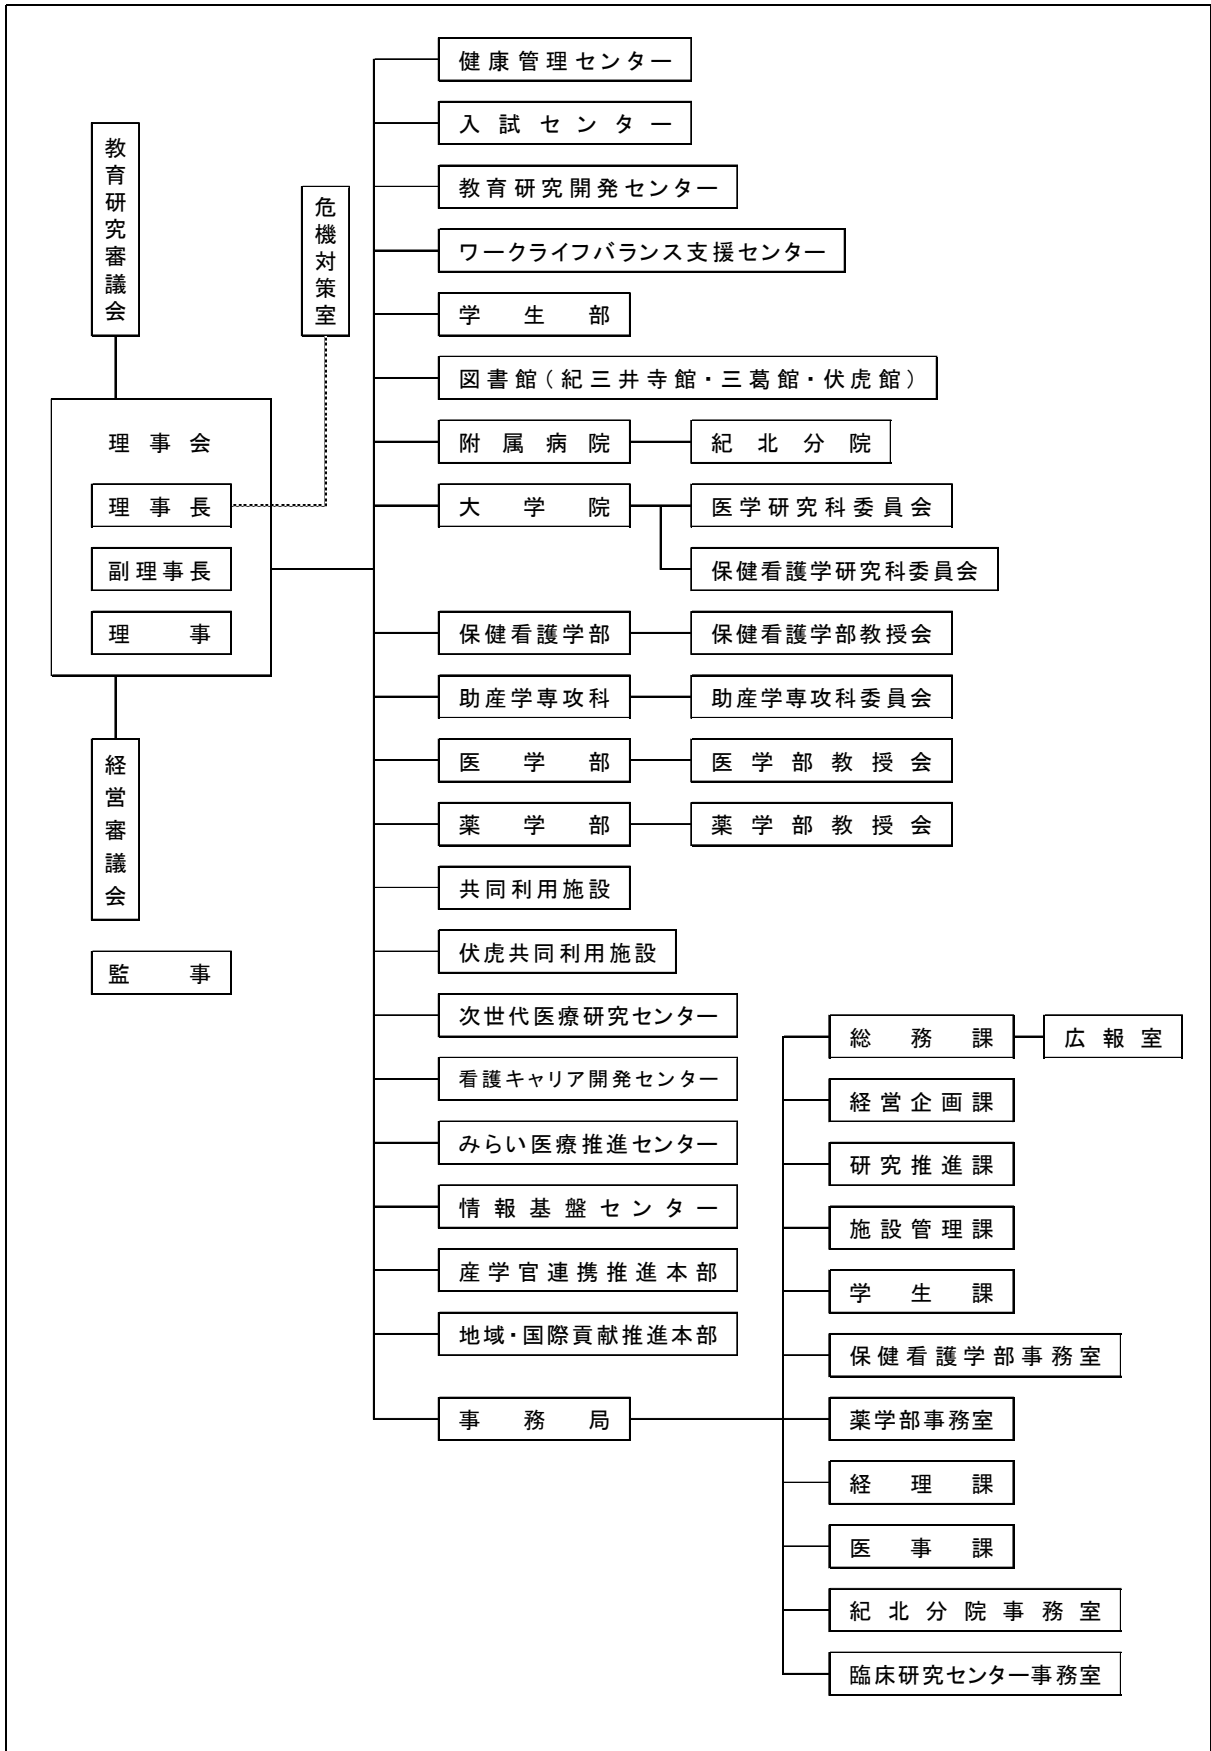 教育研究審議会
危機対策室
理事会
理事長
副理事長
理事
経営審議会
監事
健康管理センター
入試センター
教育研究開発センター
ワークライフバランス支援センター
学生部
図書館（紀三井寺館・三葛館・伏虎館）
附属病院
紀北分院
大学院
医学研究科委員会
保健看護学研究科委員会
保健看護学部
保健看護学部教授会
助産学専攻科
助産学専攻科委員会
医学部
医学部教授会
薬学部
薬学部教授会
共同利用施設
伏虎共同利用施設
次世代医療研究センター
看護キャリア開発センター
みらい医療推進センター
情報基盤センター
産学官連携推進本部
地域・国際貢献推進本部
事務局
総務課
広報室
経営企画課
研究推進課
施設管理課
学生課
保健看護学部事務室
薬学部事務室
経理課
医事課
紀北分院事務室
臨床研究センター事務室